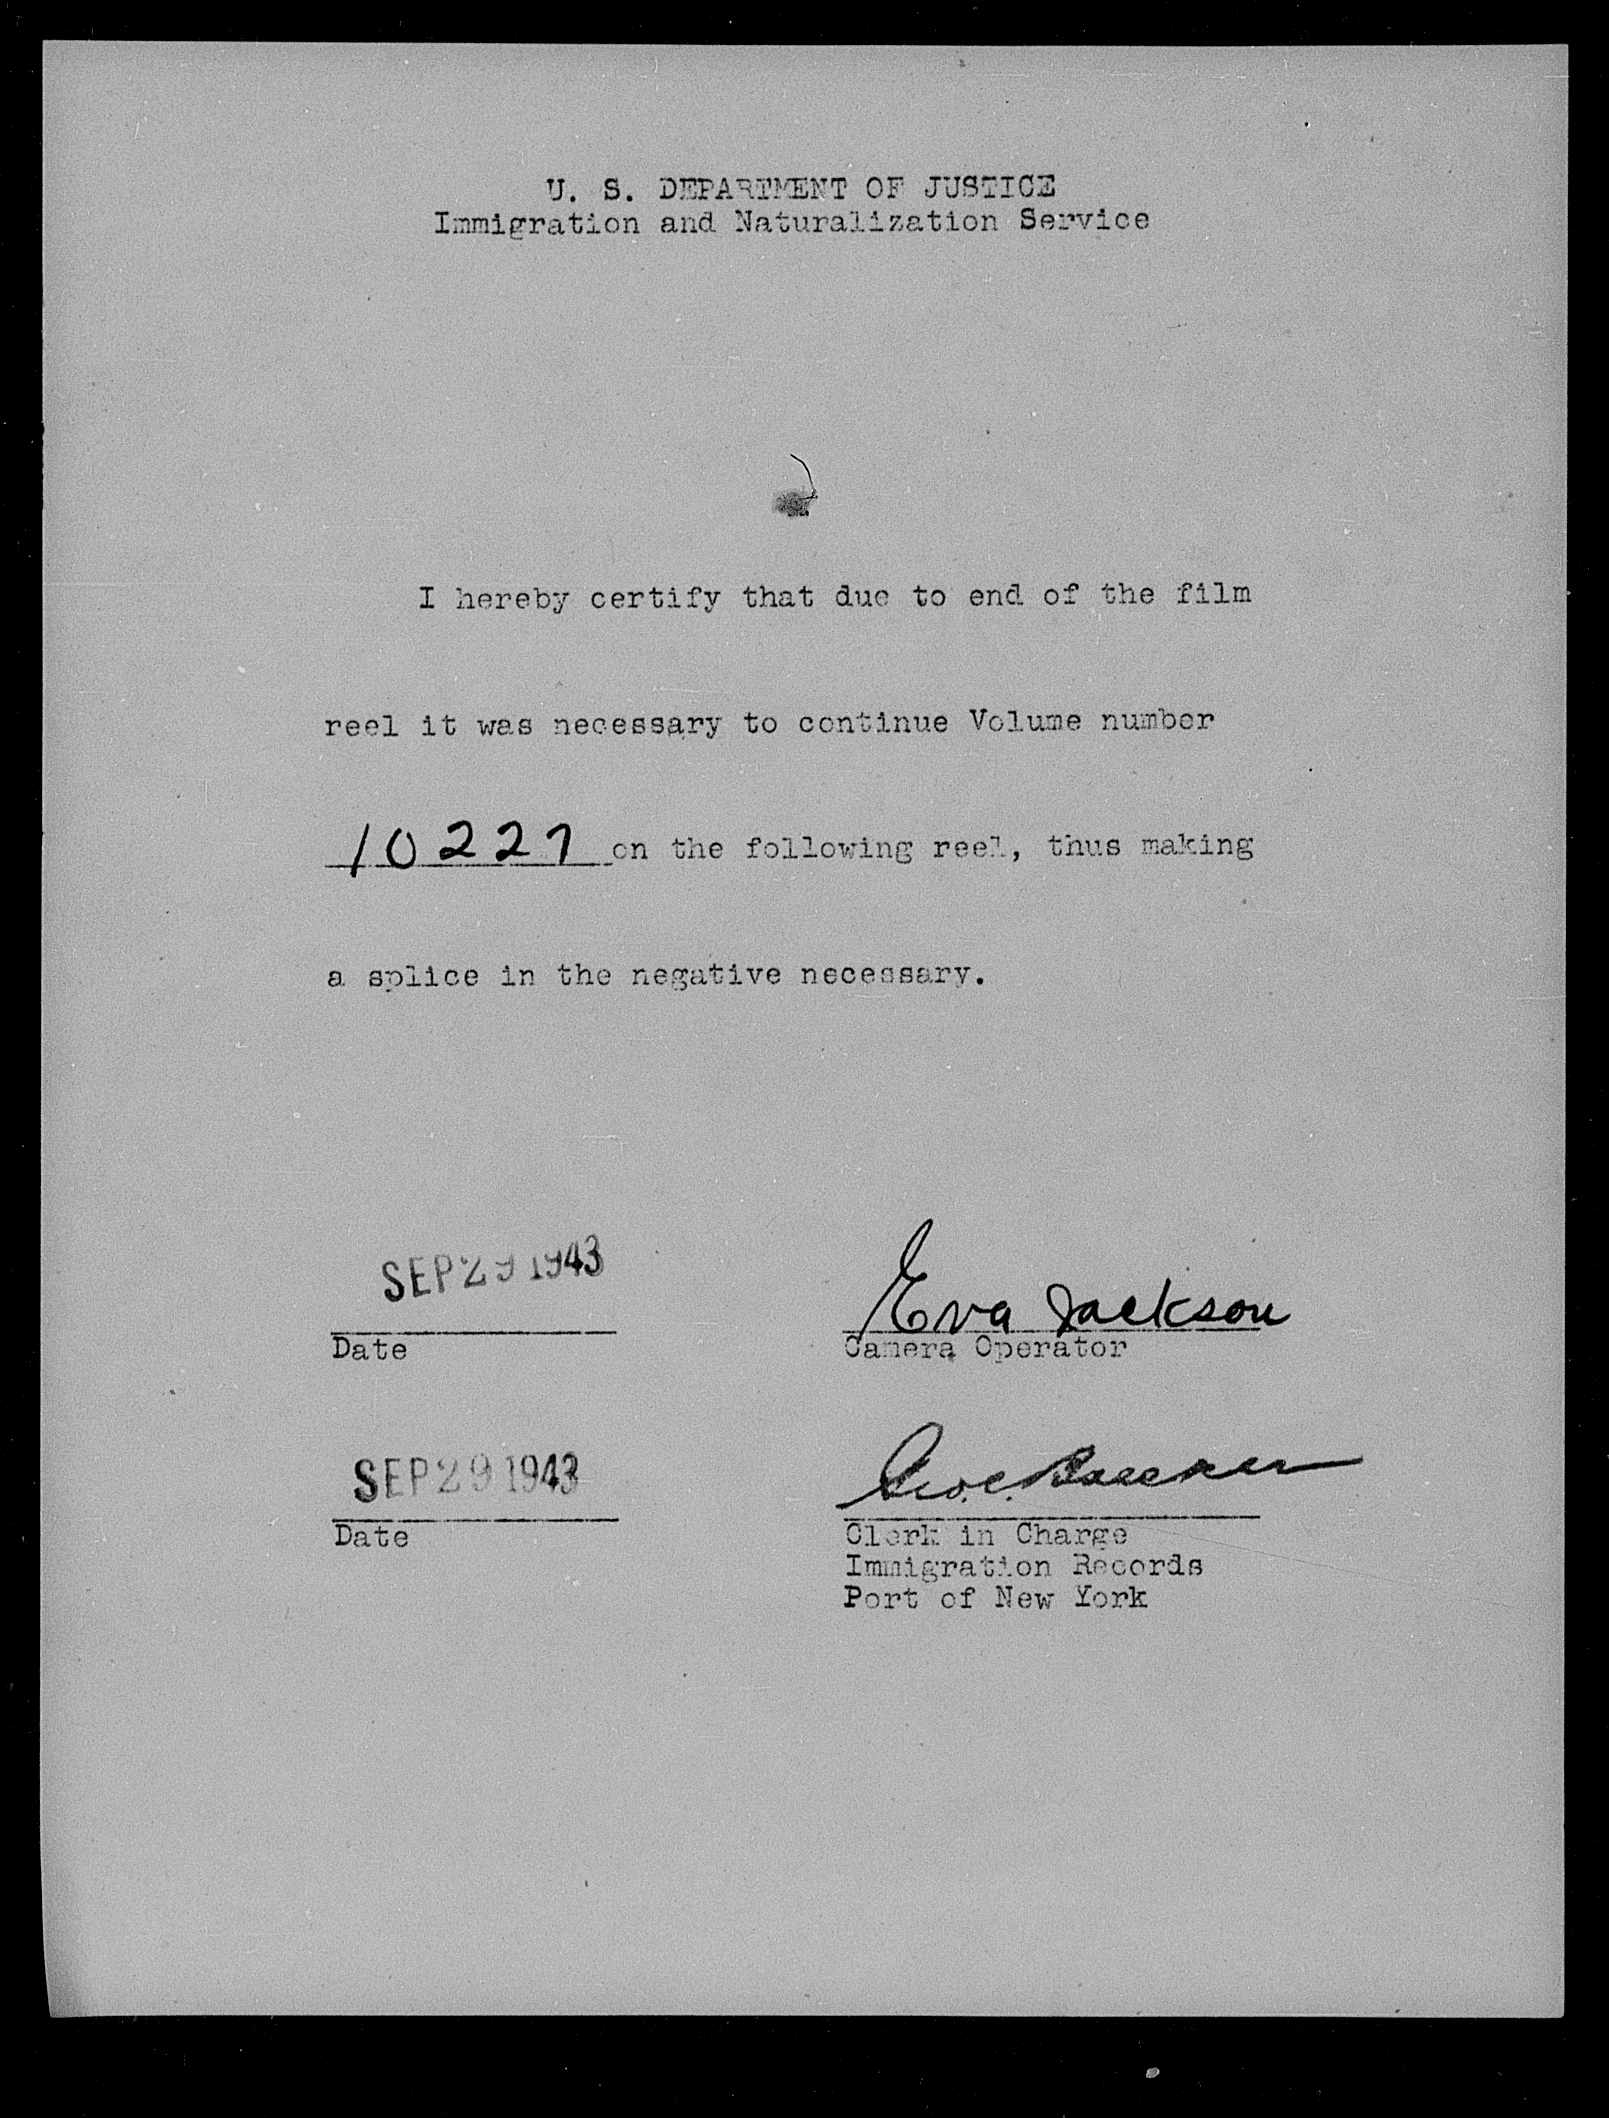 U. S. DEPARTMENT OF JUSTICE
Immigration and Naturalization Service
I hereby certify that due to end of the film
reel it was necessary to continue Volume number
10227 on the following reel, thus making
a splice in the negative necessary.
SEP 29 1943
Eva Jackson
Date
Camera Operator
SEP 29 1943
Geo. C.
Date
Clerk in Charge
Immigration Records
Port of New York